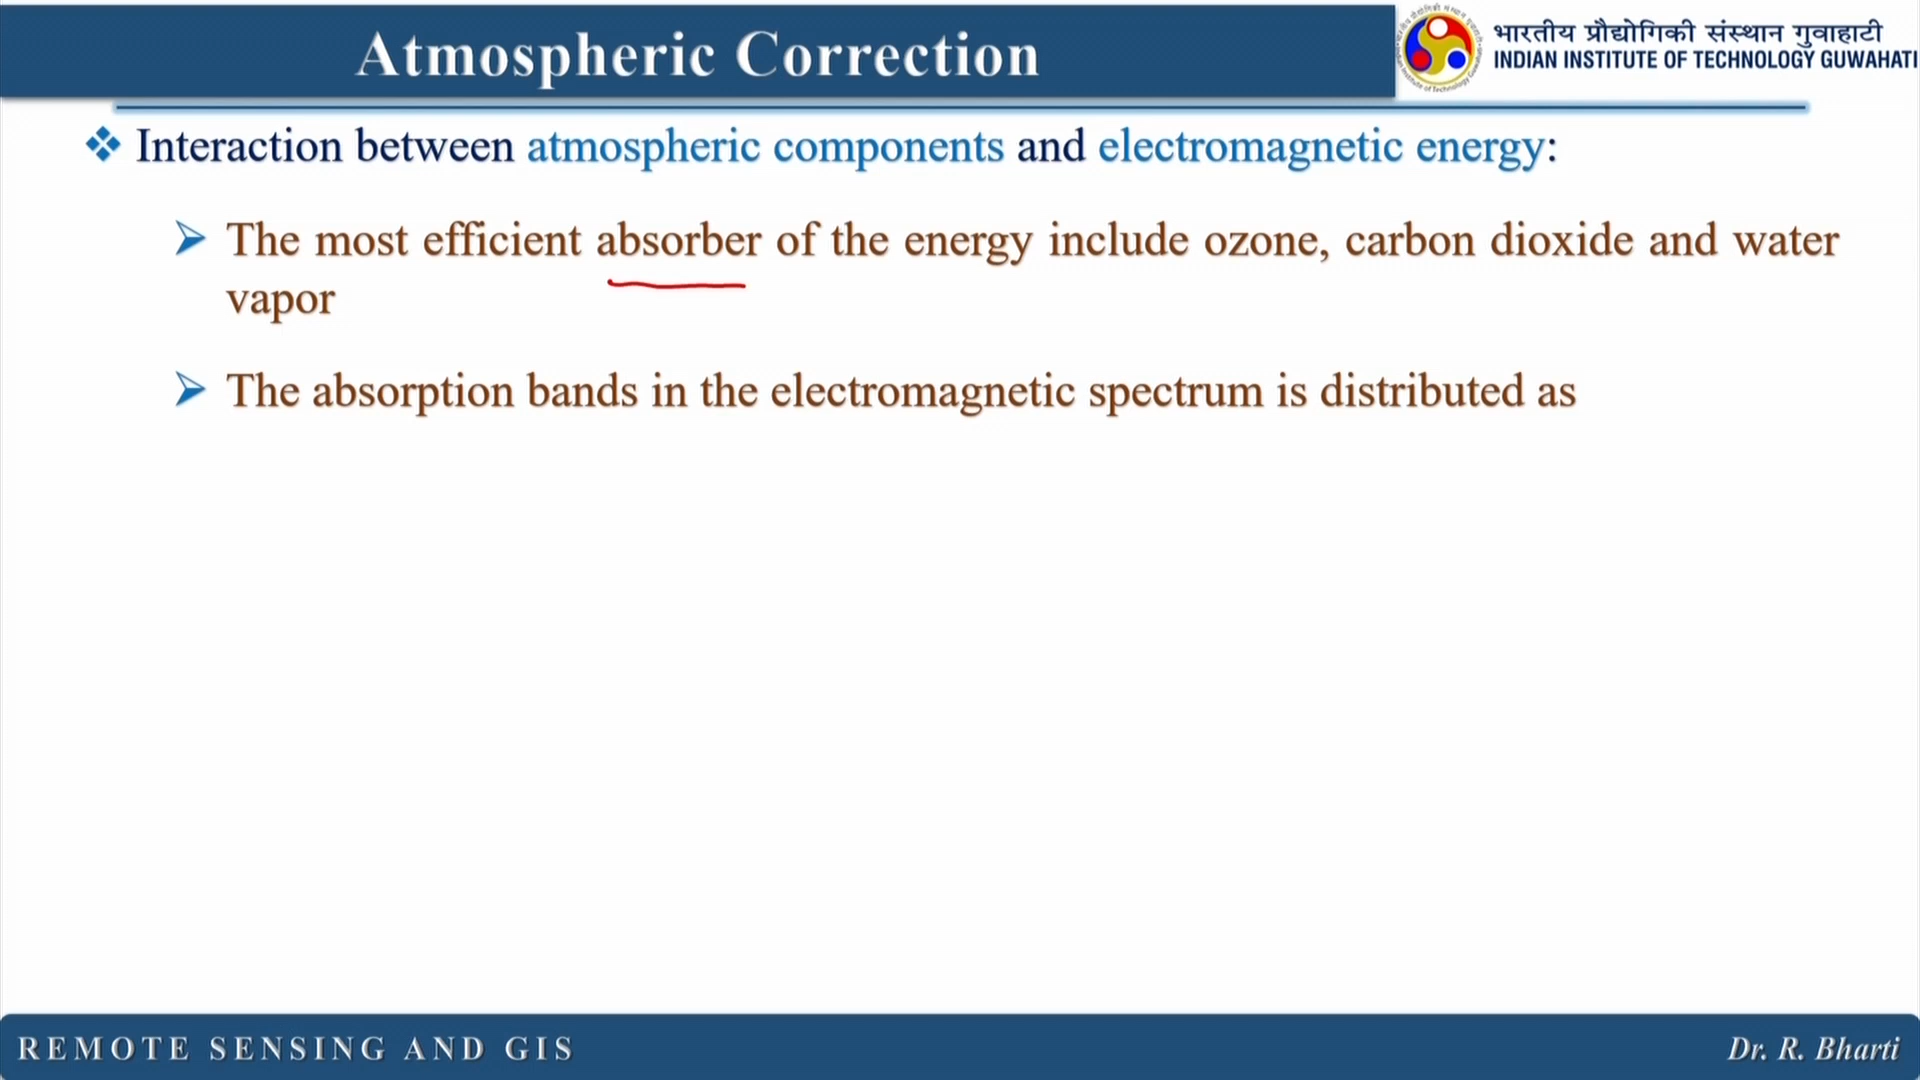 Atmospheric Correction
भारतीय प्रौद्योगिकी संस्थान गुवाहाटी
INDIAN INSTITUTE OF TECHNOLOGY GUWAHATI
Interaction between atmospheric components and electromagnetic energy:
The most efficient absorber of the energy include ozone, carbon dioxide and water
vapor
The absorption bands in the electromagnetic spectrum is distributed as
REMOTE SENSING AND GIS
Dr. R. Bharti